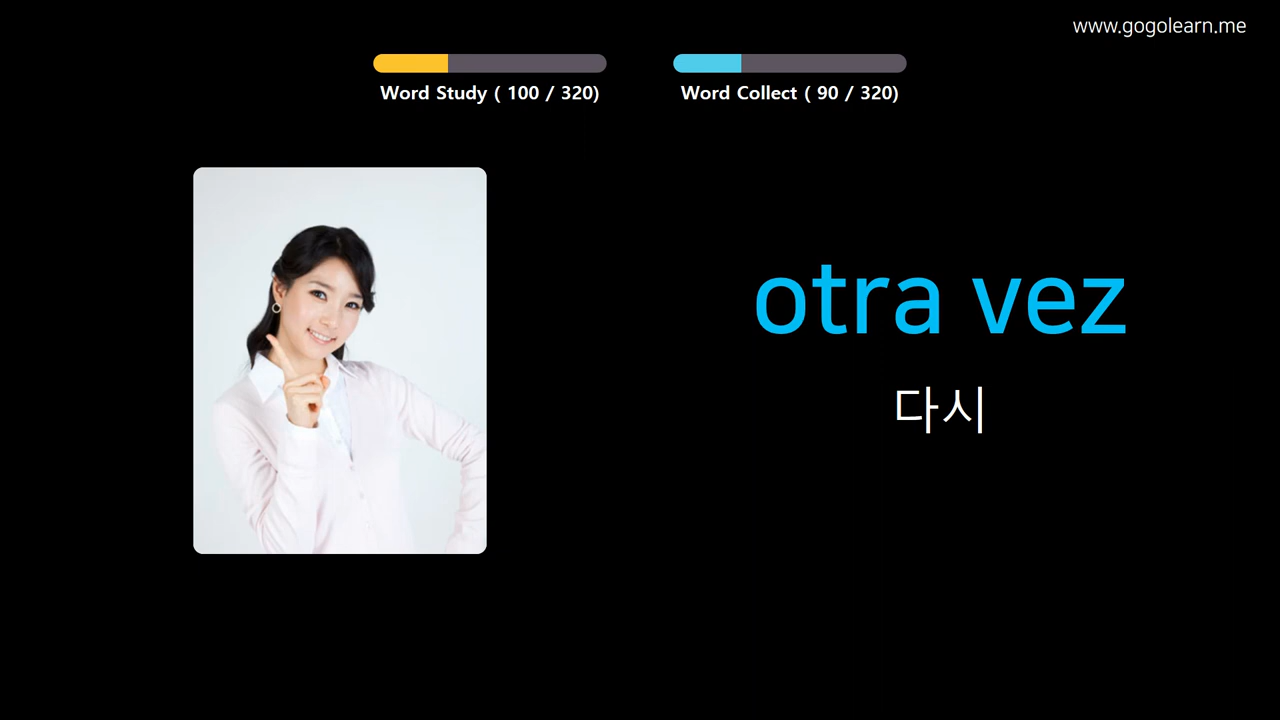 www.gogolearn.me
Word Study ( 100 / 320)
Word Collect ( 90 / 320)
otra vez
다시